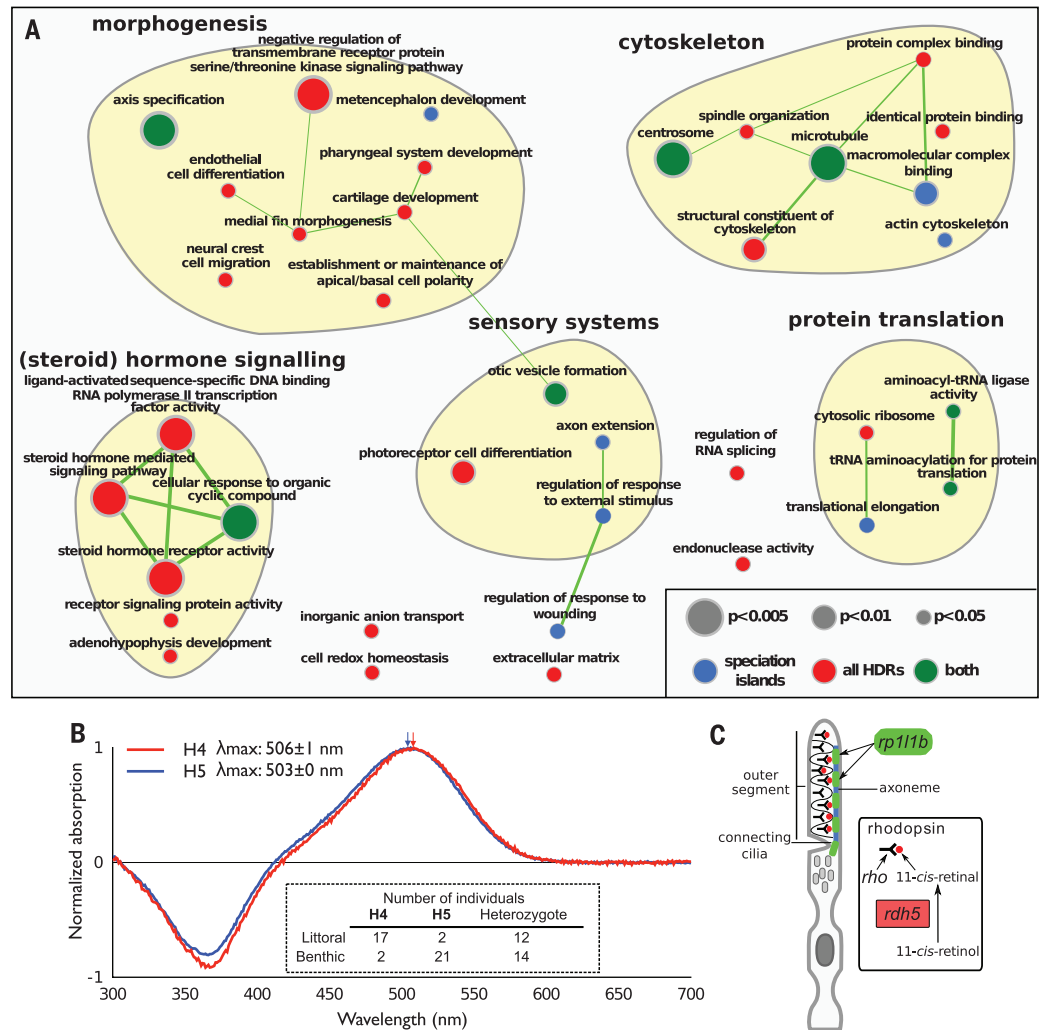 A
morphogenesis
negative regulation of
transmembrane receptor protein
serine/threonine kinase signaling pathway
axis specification
metencephalon development
pharyngeal system development
endothelial
cell differentiation
cartilage development
medial fin morphogenesis
neural crest
cell migration
establishment or maintenance of
apical/basal cell polarity
cytoskeleton
protein complex binding
spindle organization
identical protein binding
centrosome
microtubule
macromolecular complex
binding
structural constituent of
cytoskeleton
actin cytoskeleton
(steroid) hormone signalling
ligand-activated sequence-specific DNA binding
RNA polymerase II transcription
factor activity
steroid hormone mediated
signaling pathway
cellular response to organic
cyclic compound
steroid hormone receptor activity
receptor signaling protein activity
adenohypophysis development
sensory systems
otic vesicle formation
axon extension
photoreceptor cell differentiation
regulation of response
to external stimulus
regulation of response to
wounding
inorganic anion transport
cell redox homeostasis
extracellular matrix
regulation of
RNA splicing
endonuclease activity
protein translation
aminoacyl-tRNA ligase
activity
cytosolic ribosome
tRNA aminoacylation for protein
translation
translational elongation
p<0.005 p<0.01 p<0.05
speciation
islands
all HDRs
both
B
H4 λmax: 506±1 nm
H5 λmax: 503±0 nm
Normalized absorption
1
0
-1
Number of individuals
H4 H5 Heterozygote
Littoral 17 2 12
Benthic 2 21 14
300 350 400 450 500 550 600 650 700
Wavelength (nm)
C
rp1l1b
outer
segment
axoneme
connecting
cilia
rhodopsin
rho
11-cis-retinal
rdh5
11-cis-retinol